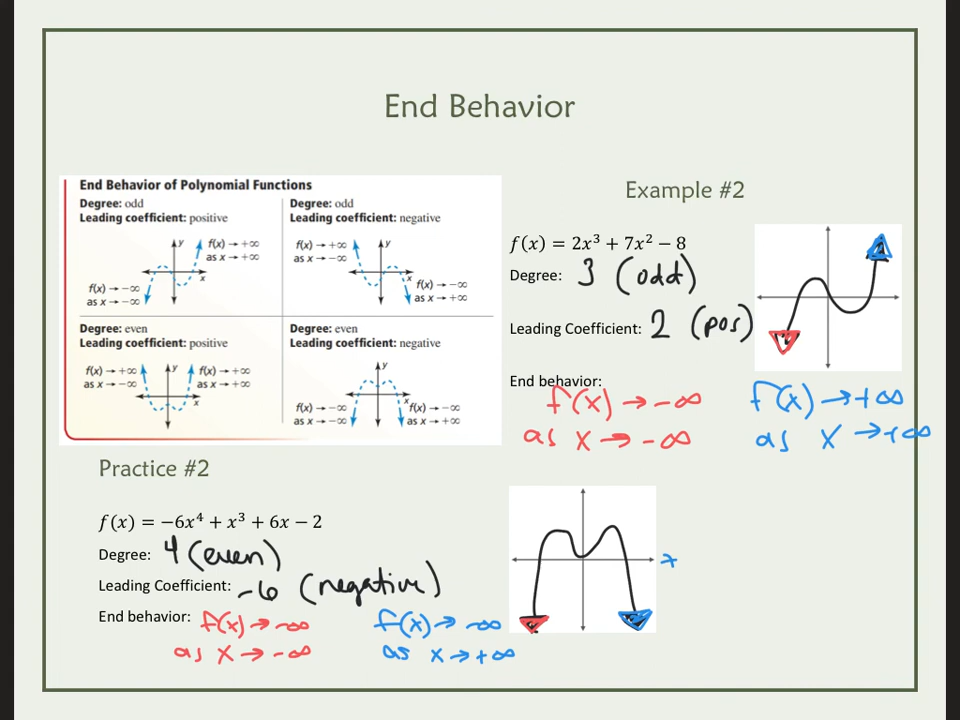 End Behavior
End Behavior of Polynomial Functions
Degree: odd
Leading coefficient: positive
y
f(x) → +∞
as x → +∞
x
f(x) → −∞
as x → −∞
Degree: odd
Leading coefficient: negative
f(x) → +∞
as x → −∞
y
x
f(x) → −∞
as x → +∞
Degree: even
Leading coefficient: positive
f(x) → +∞
as x → −∞
y
f(x) → +∞
as x → +∞
x
Degree: even
Leading coefficient: negative
y
x
f(x) → −∞
as x → −∞
f(x) → −∞
as x → +∞
Example #2
f(x) = 2x³ + 7x² − 8
Degree: 3 (odd)
Leading Coefficient: 2 (pos)
End behavior:
f(x) → −∞ f(x) → +∞
as x → −∞ as x → +∞
Practice #2
f(x) = −6x⁴ + x³ + 6x − 2
Degree: 4 (even)
Leading Coefficient: −6 (negative)
End behavior: f(x) → −∞ f(x) → −∞
as x → −∞ as x → +∞